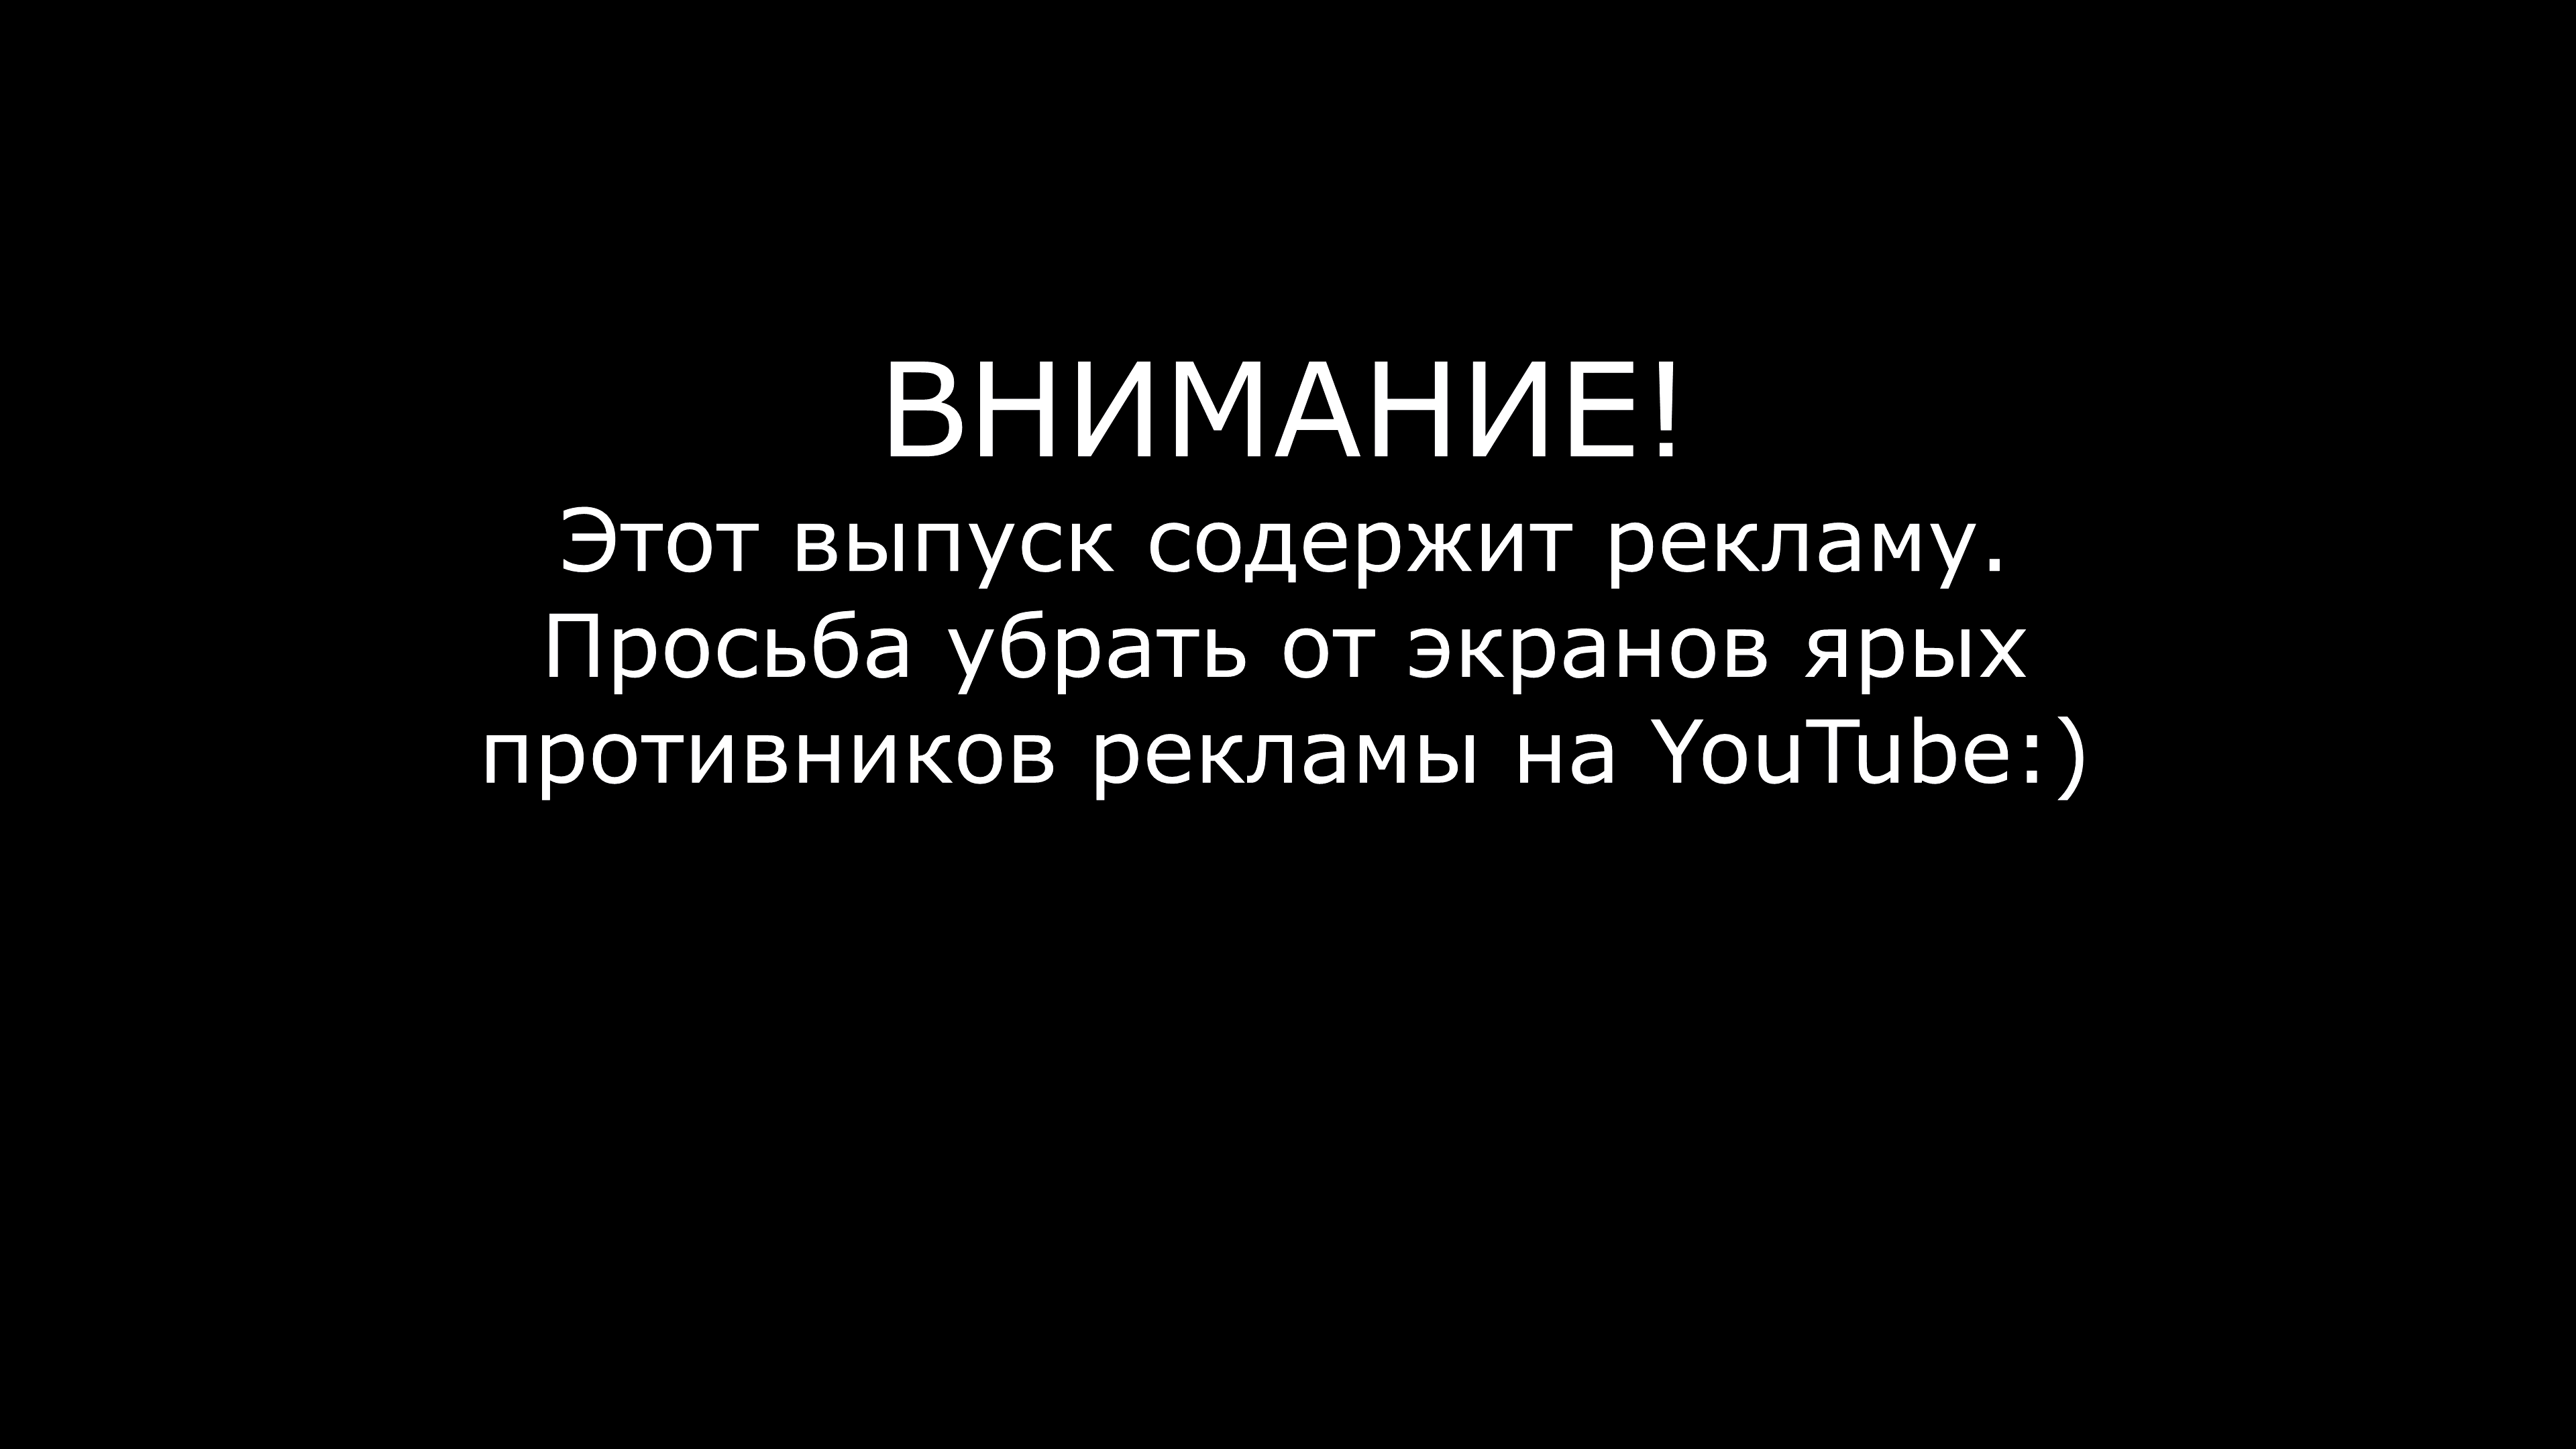 ВНИМАНИЕ!
Этот выпуск содержит рекламу.
Просьба убрать от экранов ярых
противников рекламы на YouTube:)